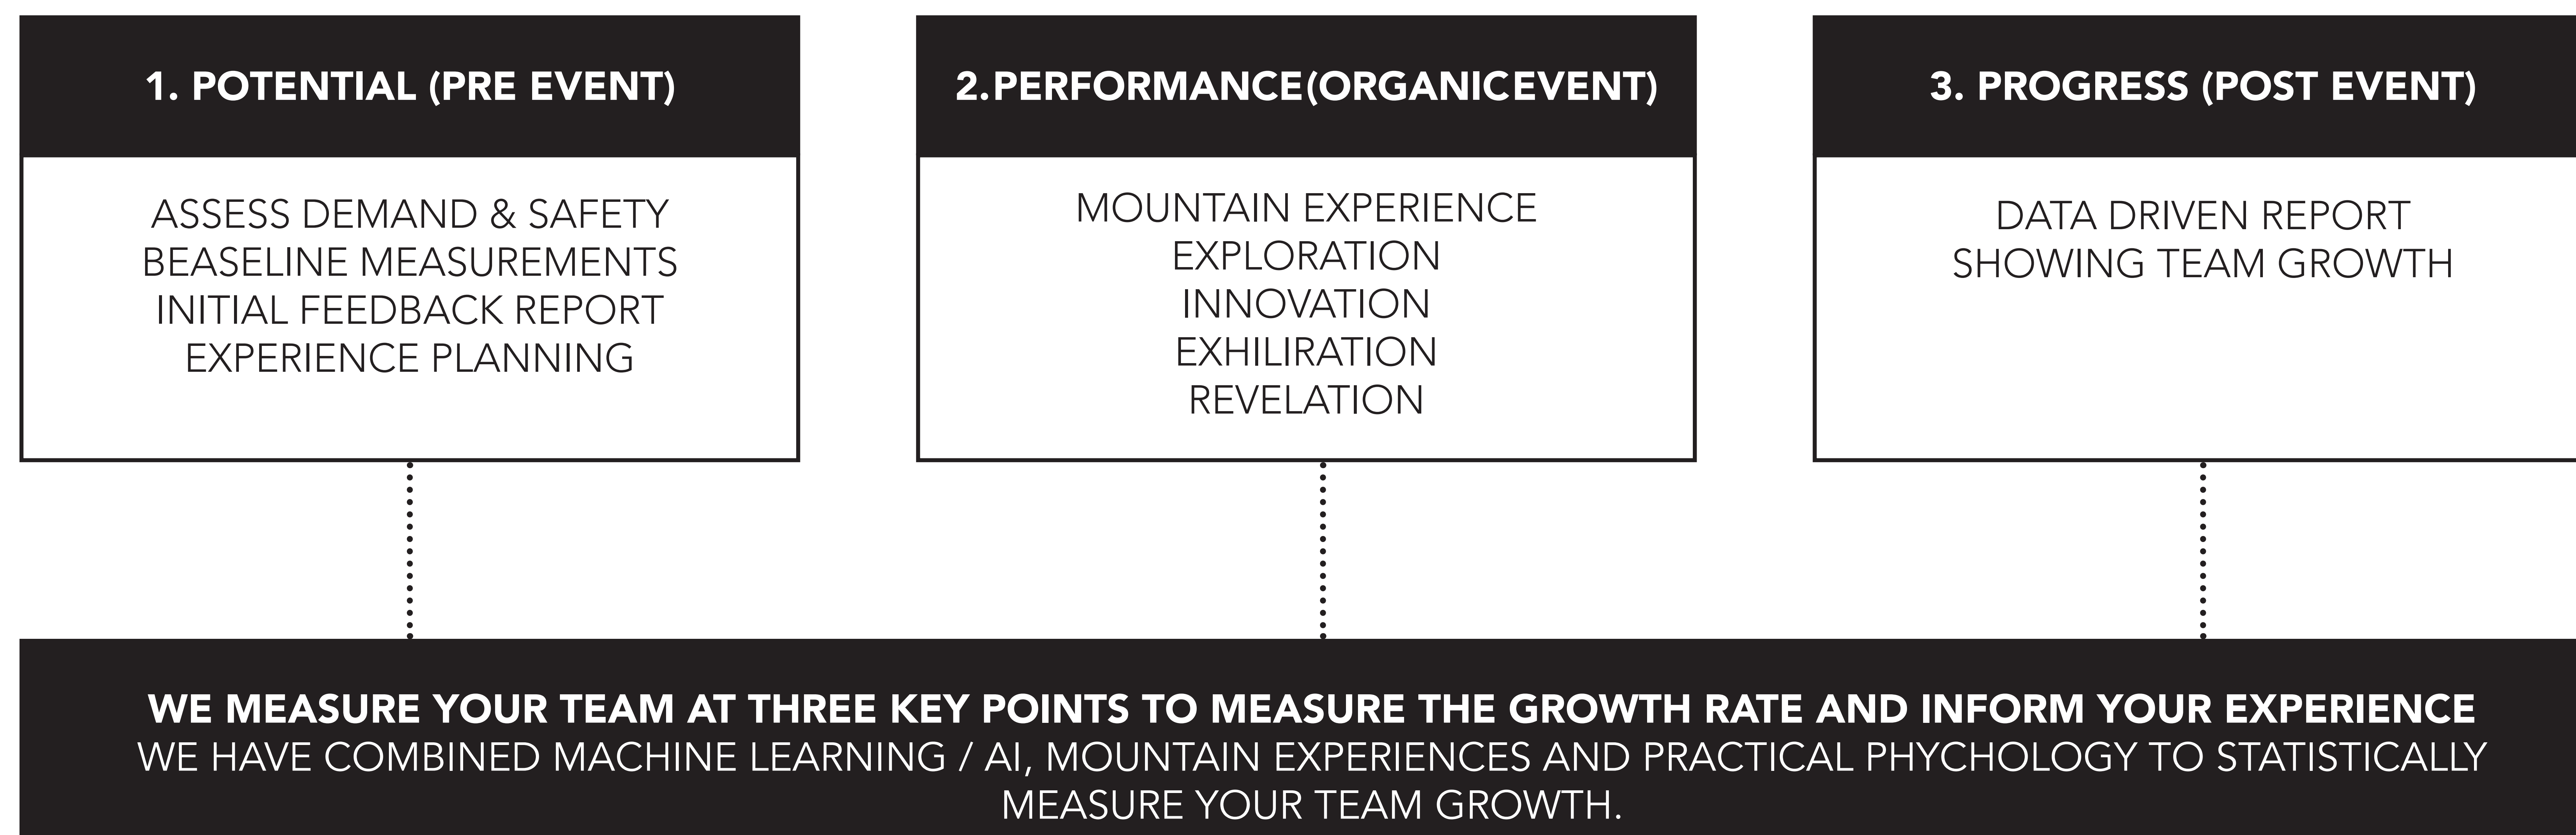 1. POTENTIAL (PRE EVENT)
ASSESS DEMAND & SAFETY
BEASELINE MEASUREMENTS
INITIAL FEEDBACK REPORT
EXPERIENCE PLANNING
2.PERFORMANCE(ORGANICEVENT)
MOUNTAIN EXPERIENCE
EXPLORATION
INNOVATION
EXHILIRATION
REVELATION
3. PROGRESS (POST EVENT)
DATA DRIVEN REPORT
SHOWING TEAM GROWTH
WE MEASURE YOUR TEAM AT THREE KEY POINTS TO MEASURE THE GROWTH RATE AND INFORM YOUR EXPERIENCE
WE HAVE COMBINED MACHINE LEARNING / AI, MOUNTAIN EXPERIENCES AND PRACTICAL PHYCHOLOGY TO STATISTICALLY
MEASURE YOUR TEAM GROWTH.